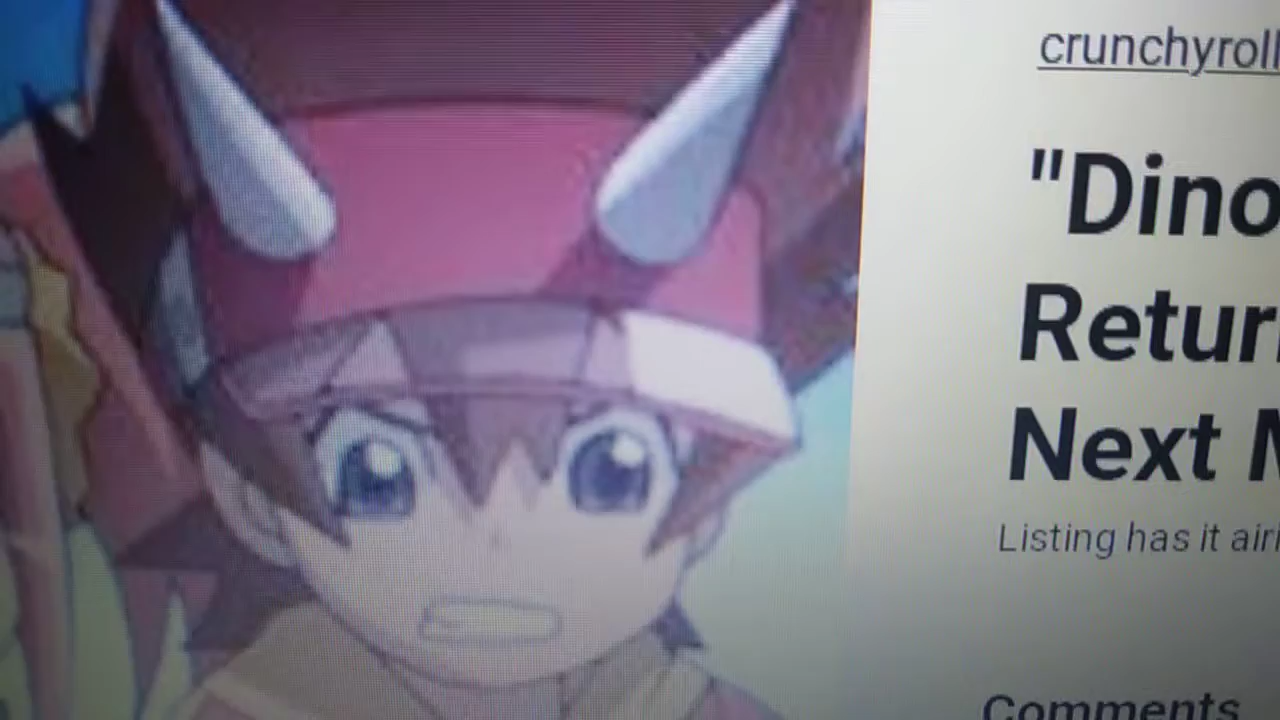 crunchyroll
"Dino
Retur
Next
Listing has it air
Comments